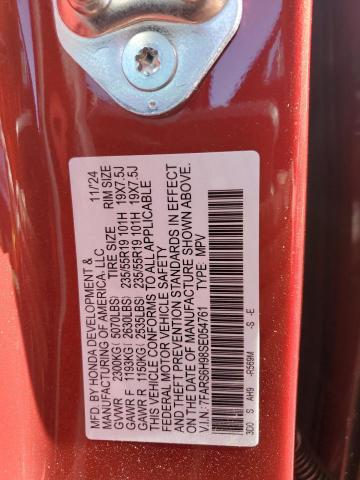 MFD BY HONDA DEVELOPMENT &
MANUFACTURING OF AMERICA, LLC 11/24
TIRE SIZE RIM SIZE
GVWR 2300KG( 5070LBS)
GAWR F 1193KG( 2630LBS) 235/55R19 101H 19X7.5J
GAWR R 1150KG( 2535LBS) 235/55R19 101H 19X7.5J
THIS VEHICLE CONFORMS TO ALL APPLICABLE
FEDERAL MOTOR VEHICLE SAFETY
AND THEFT PREVENTION STANDARDS IN EFFECT
ON THE DATE OF MANUFACTURE SHOWN ABOVE.
V.I.N.: 7FARS6H98SE054761 TYPE: MPV
3D0 S AH9 -R569M -S -E